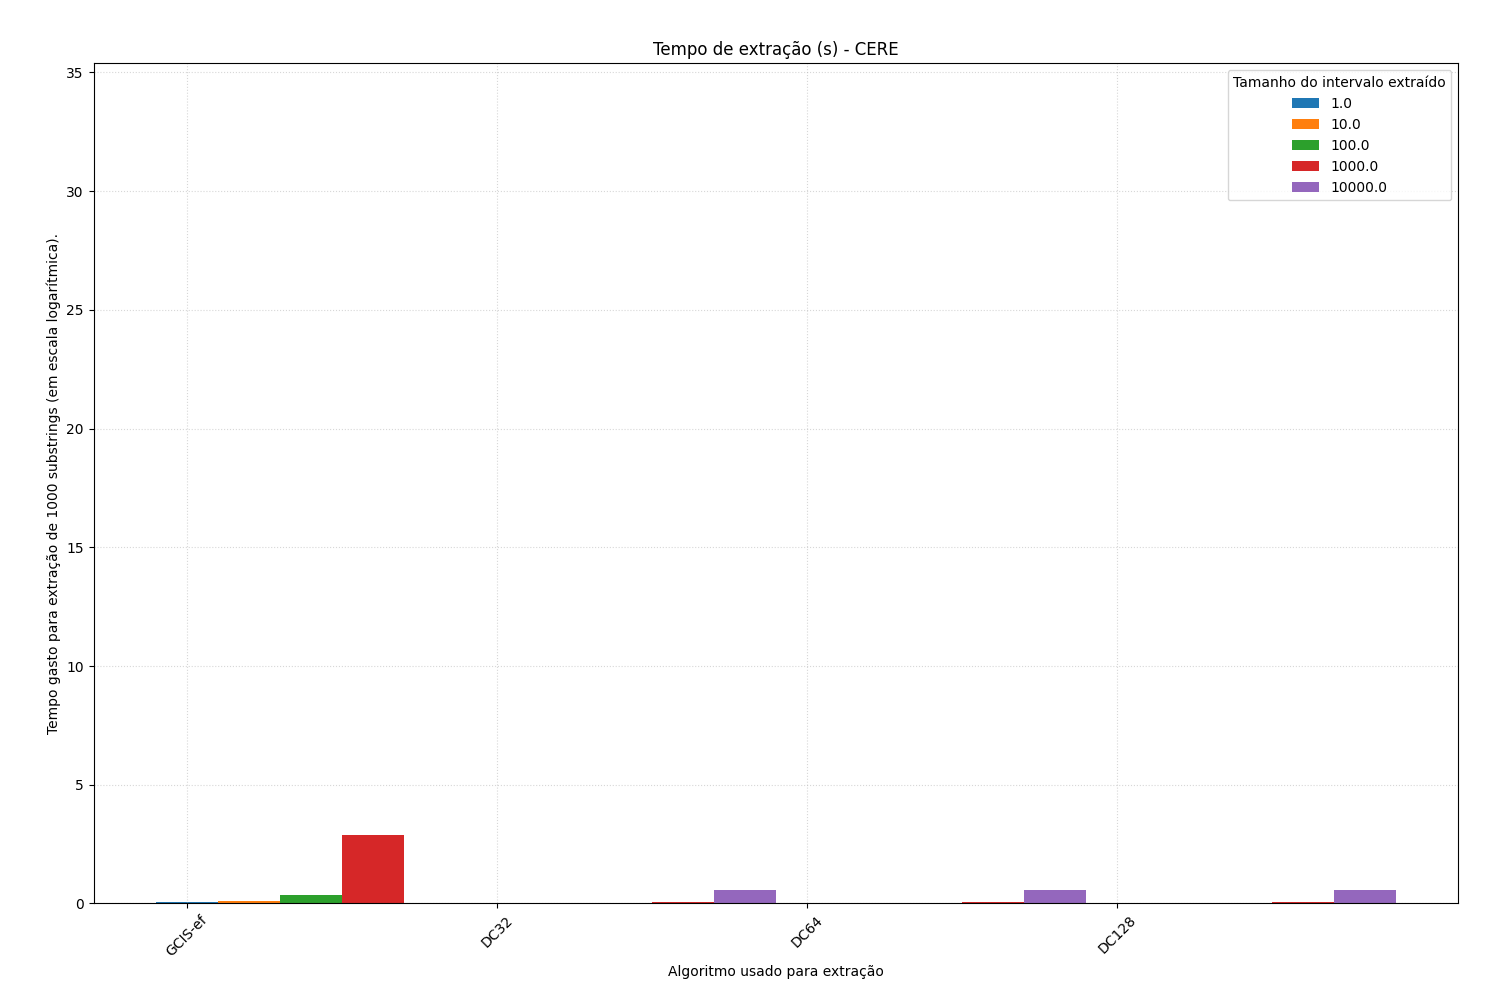 Tempo de extração (s) - CERE
Tamanho do intervalo extraído
1.0
10.0
100.0
1000.0
10000.0
Tempo gasto para extração de 1000 substrings (em escala logarítmica).
35
30
25
20
15
10
5
0
GCIS-ef
DC32
DC64
DC128
Algoritmo usado para extração